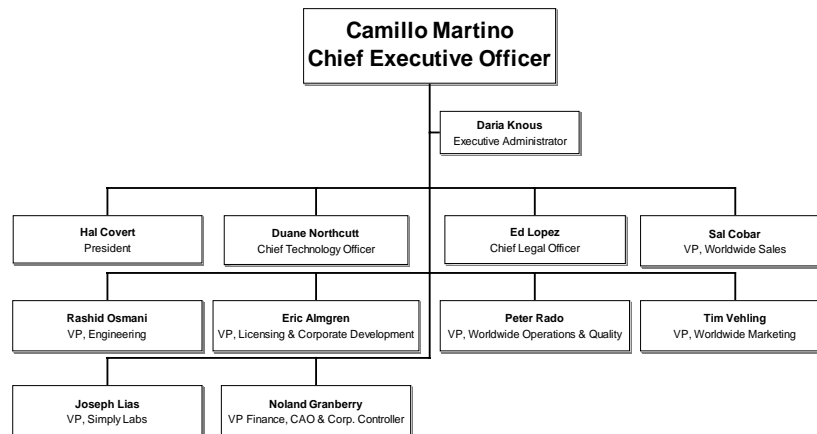 Camillo Martino
Chief Executive Officer
Daria Knous
Executive Administrator
Hal Covert
President
Duane Northcutt
Chief Technology Officer
Ed Lopez
Chief Legal Officer
Sal Cobar
VP, Worldwide Sales
Rashid Osmani
VP, Engineering
Eric Almgren
VP, Licensing & Corporate Development
Peter Rado
VP, Worldwide Operations & Quality
Tim Vehling
VP, Worldwide Marketing
Joseph Lias
VP, Simply Labs
Noland Granberry
VP Finance, CAO & Corp. Controller